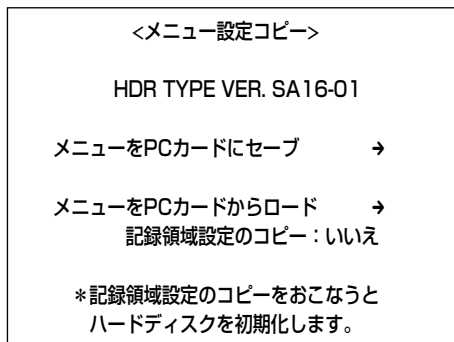 <メニュー設定コピー>
HDR TYPE VER. SA16-01
メニューをPCカードにセーブ →
メニューをPCカードからロード →
記録領域設定のコピー：いいえ
＊記録領域設定のコピーをおこなうと
ハードディスクを初期化します。